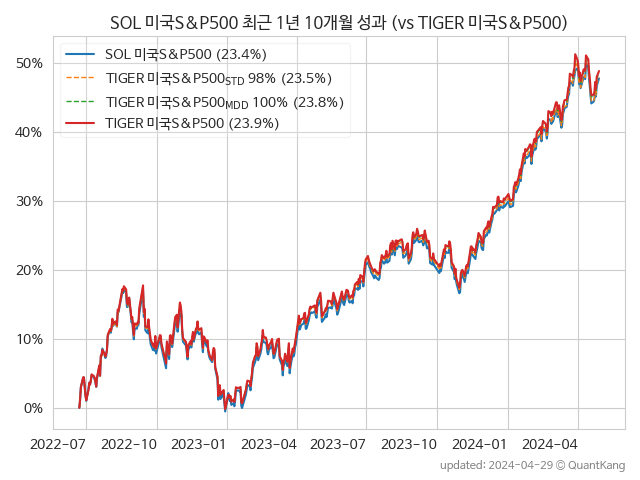 SOL 미국S&P500 최근 1년 10개월 성과 (vs TIGER 미국S&P500)
SOL 미국S&P500 (23.4%)
TIGER 미국S&P500STD 98% (23.5%)
TIGER 미국S&P500MDD 100% (23.8%)
TIGER 미국S&P500 (23.9%)
50%
40%
30%
20%
10%
0%
2022-07 2022-10 2023-01 2023-04 2023-07 2023-10 2024-01 2024-04
updated: 2024-04-29 © QuantKang